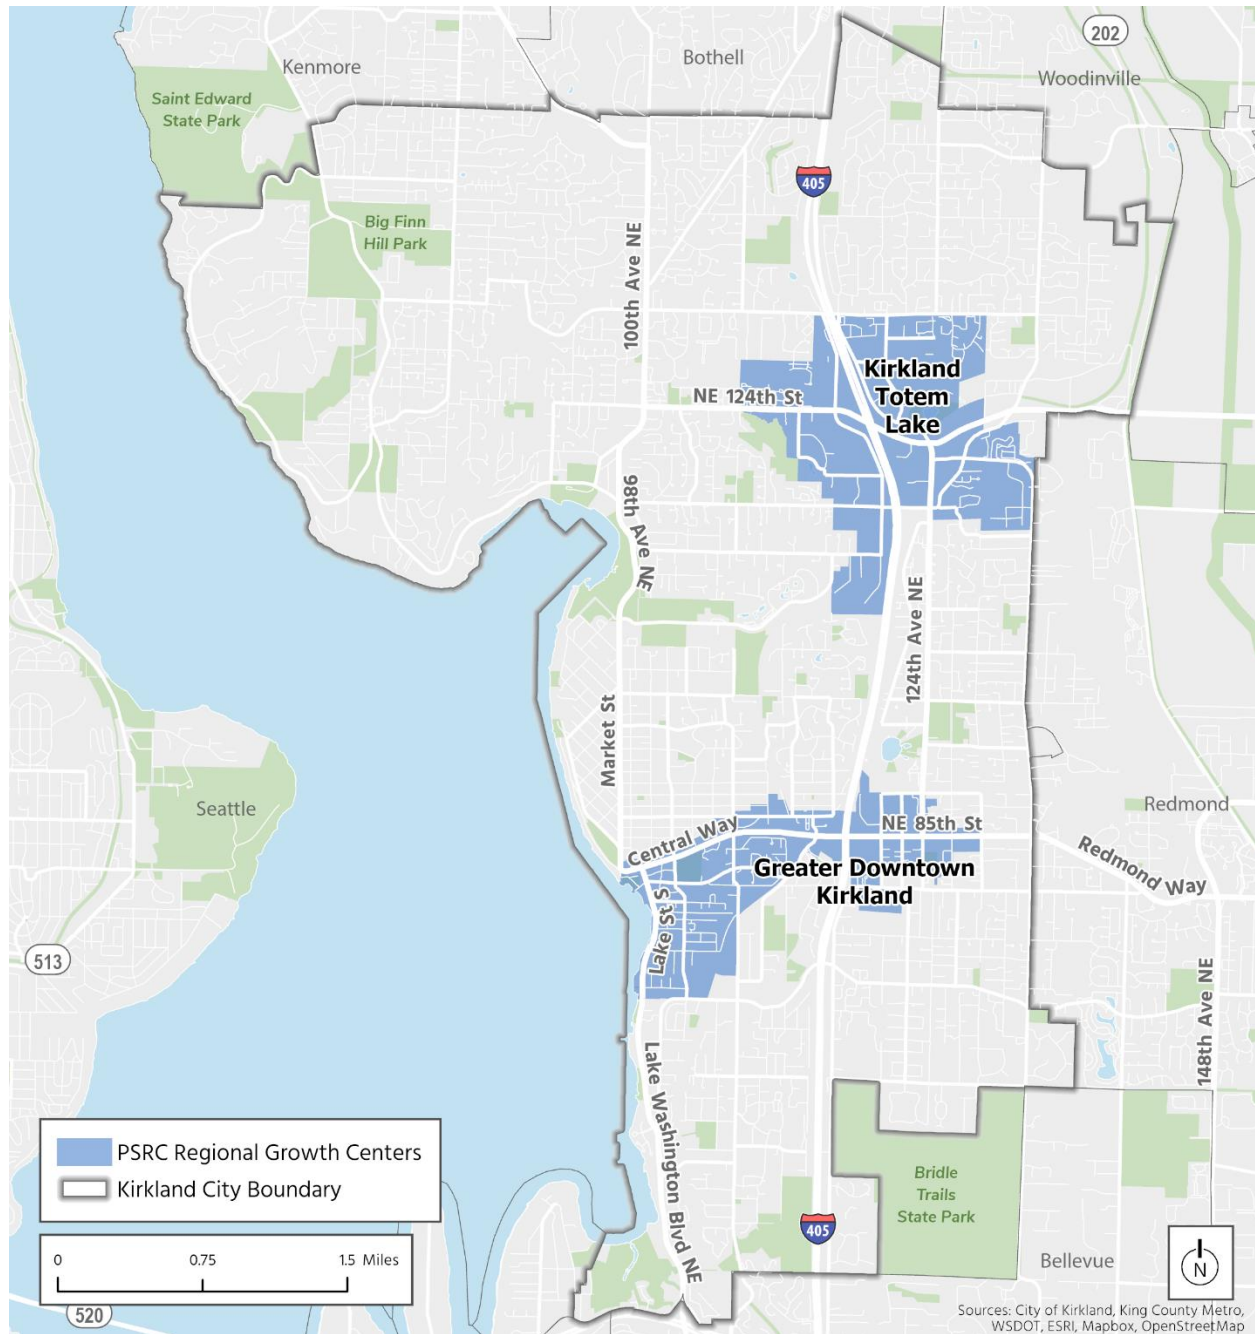 202
Kenmore
Bothell
Woodinville
Saint Edward
State Park
405
Big Finn
Hill Park
100th Ave NE
Kirkland
Totem
Lake
NE 124th St
98th Ave NE
124th Ave NE
Market St
Seattle
Redmond
Central Way
NE 85th St
Redmond Way
Greater Downtown
Kirkland
Lake St S
513
148th Ave NE
Lake Washington Blvd NE
PSRC Regional Growth Centers
Kirkland City Boundary
Bridle
Trails
State Park
405
0 0.75 1.5 Miles
Bellevue
N
520
Sources: City of Kirkland, King County Metro,
WSDOT, ESRI, Mapbox, OpenStreetMap